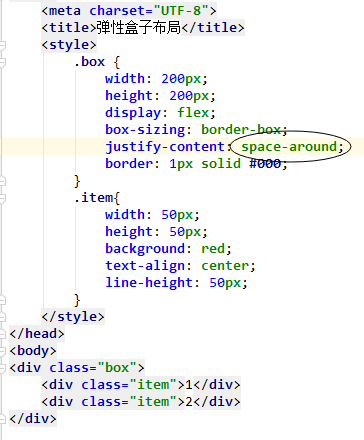 <meta charset="UTF-8">
<title>弹性盒子布局</title>
<style>
.box {
width: 200px;
height: 200px;
display: flex;
box-sizing: border-box;
justify-content: space-around;
border: 1px solid #000;
}
.item{
width: 50px;
height: 50px;
background: red;
text-align: center;
line-height: 50px;
}
</style>
</head>
<body>
<div class="box">
<div class="item">1</div>
<div class="item">2</div>
</div>